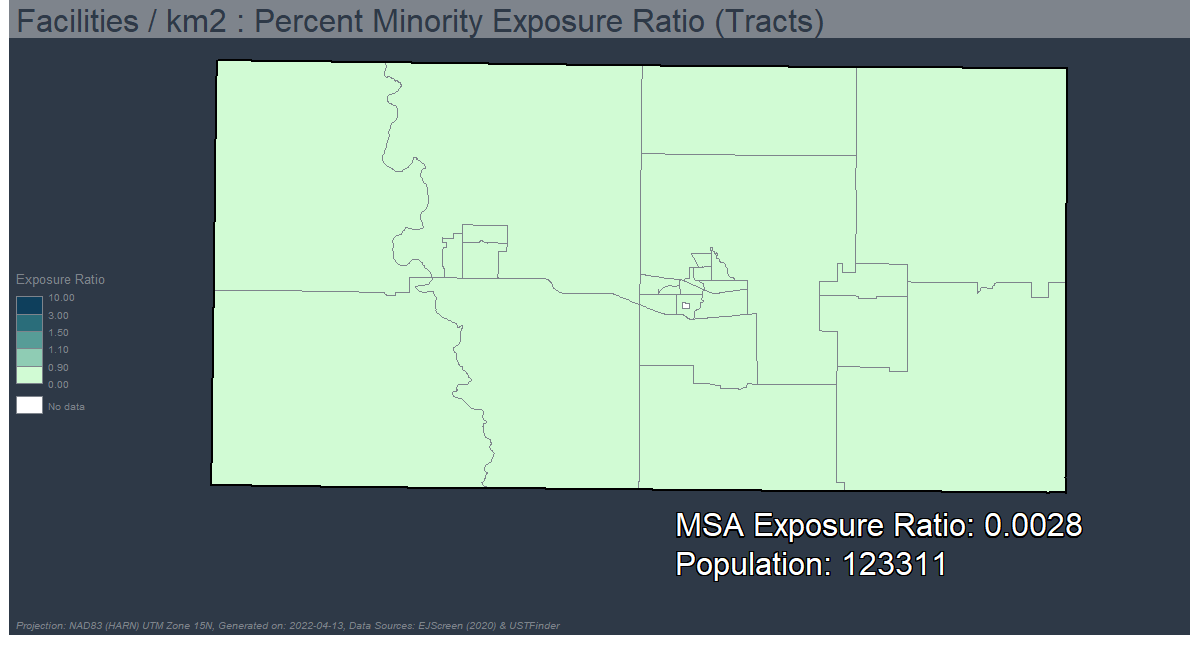 Facilities / km2 : Percent Minority Exposure Ratio (Tracts)
Exposure Ratio
10.00
3.00
1.50
1.10
0.90
0.00
No data
MSA Exposure Ratio: 0.0028
Population: 123311
Projection: NAD83 (HARN) UTM Zone 15N, Generated on: 2022-04-13, Data Sources: EJScreen (2020) & USTFinder